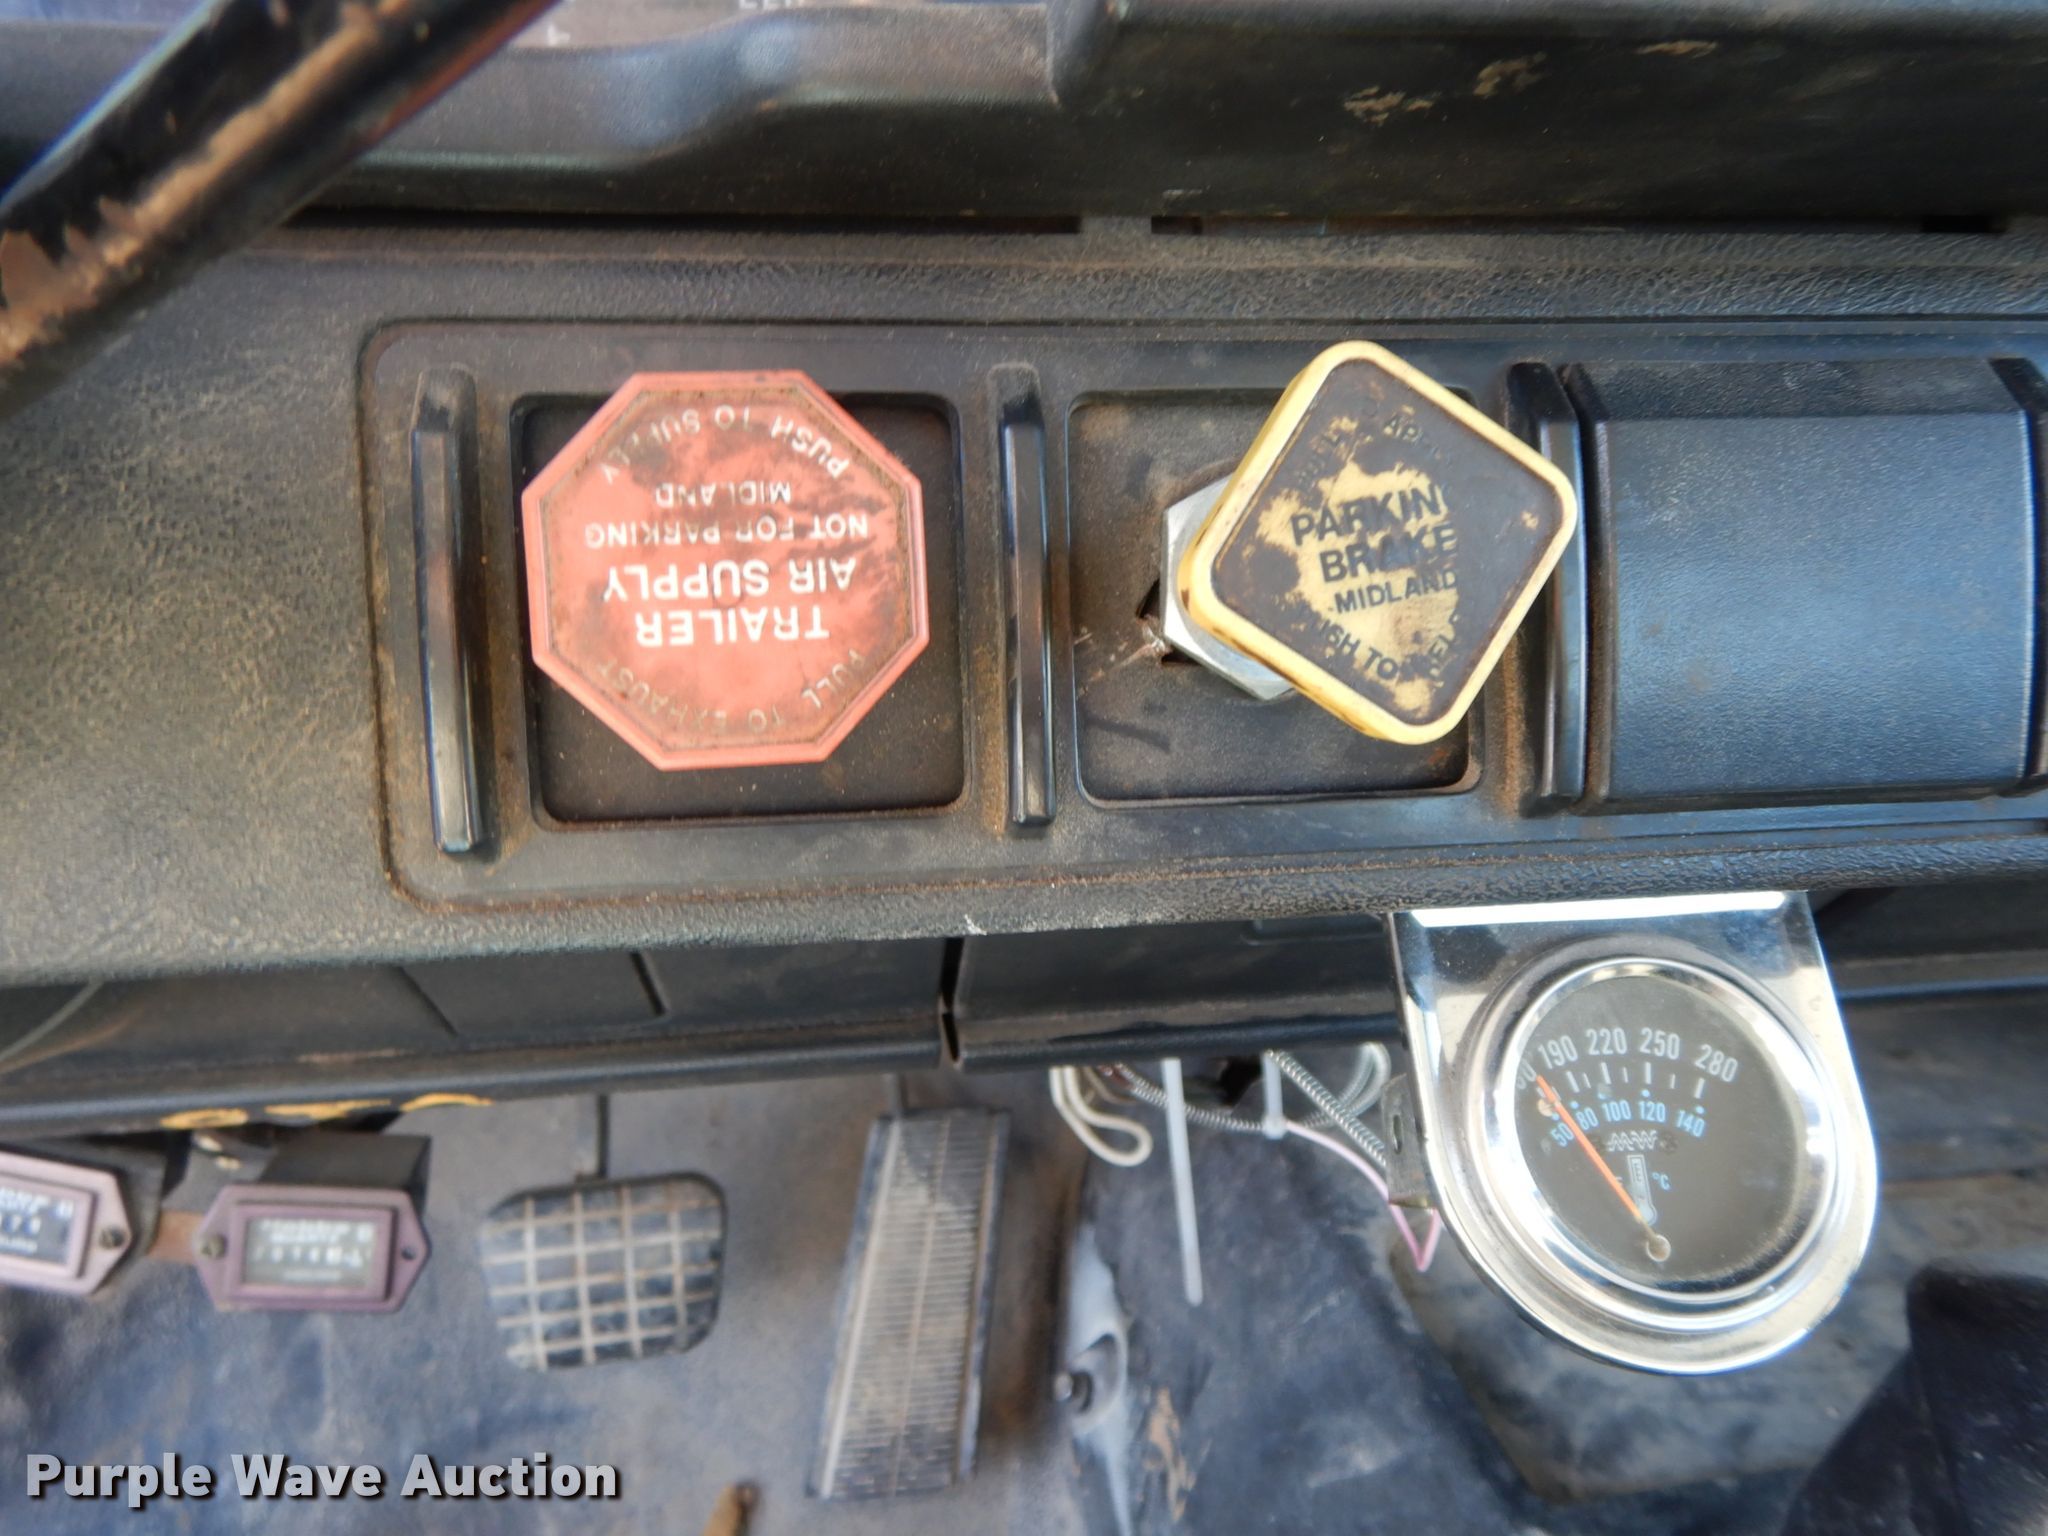 PULL TO EXHAUST
TRAILER
AIR SUPPLY
NOT FOR PARKING
MIDLAND
PUSH TO SUPPLY
PARKIN
BRAKE
MIDLAND
TO
190 220 250 280
50 80 100 120 140
°C
Purple Wave Auction